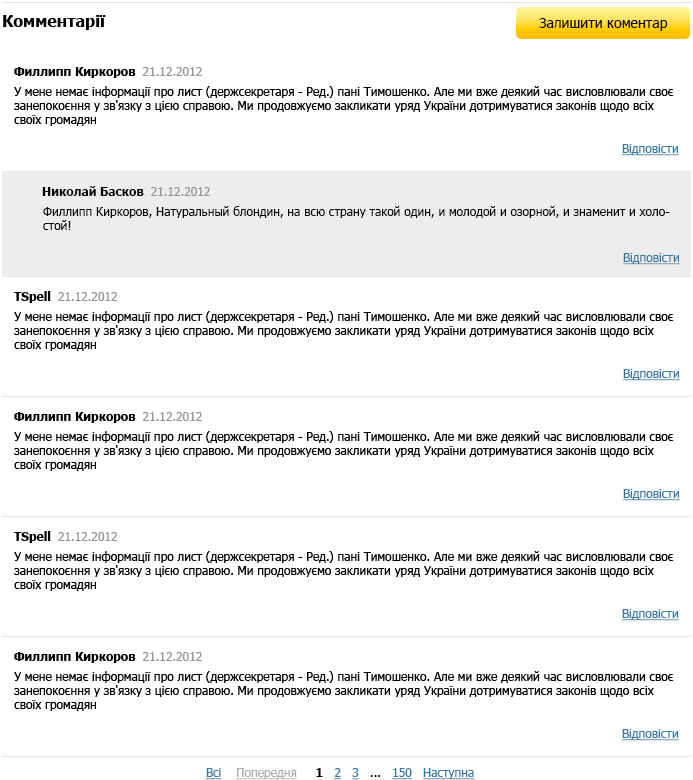 Комментарії
Залишити коментар
Филлипп Киркоров 21.12.2012
У мене немає інформації про лист (держсекретаря - Ред.) пані Тимошенко. Але ми вже деякий час висловлювали своє
занепокоєння у зв'язку з цією справою. Ми продовжуємо закликати уряд України дотримуватися законів щодо всіх
своїх громадян
Відповісти
Николай Басков 21.12.2012
Филлипп Киркоров, Натуральный блондин, на всю страну такой один, и молодой и озорной, и знаменит и холо-
стой!
Відповісти
TSpell 21.12.2012
У мене немає інформації про лист (держсекретаря - Ред.) пані Тимошенко. Але ми вже деякий час висловлювали своє
занепокоєння у зв'язку з цією справою. Ми продовжуємо закликати уряд України дотримуватися законів щодо всіх
своїх громадян
Відповісти
Филлипп Киркоров 21.12.2012
У мене немає інформації про лист (держсекретаря - Ред.) пані Тимошенко. Але ми вже деякий час висловлювали своє
занепокоєння у зв'язку з цією справою. Ми продовжуємо закликати уряд України дотримуватися законів щодо всіх
своїх громадян
Відповісти
TSpell 21.12.2012
У мене немає інформації про лист (держсекретаря - Ред.) пані Тимошенко. Але ми вже деякий час висловлювали своє
занепокоєння у зв'язку з цією справою. Ми продовжуємо закликати уряд України дотримуватися законів щодо всіх
своїх громадян
Відповісти
Филлипп Киркоров 21.12.2012
У мене немає інформації про лист (держсекретаря - Ред.) пані Тимошенко. Але ми вже деякий час висловлювали своє
занепокоєння у зв'язку з цією справою. Ми продовжуємо закликати уряд України дотримуватися законів щодо всіх
своїх громадян
Відповісти
Всі Попередня 1 2 3 ... 150 Наступна